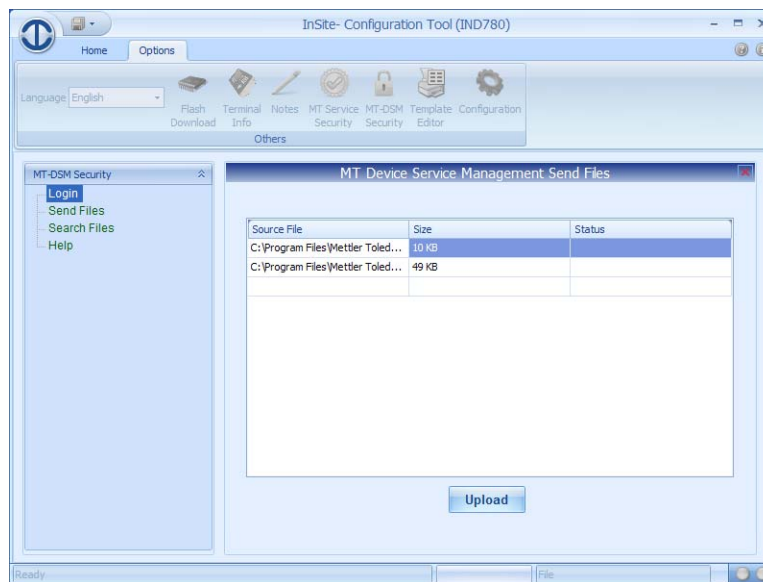 InSite- Configuration Tool (IND780)
Home Options
Language English
Flash Download
Terminal Info
Notes
MT Service Security
MT-DSM Security
Template Editor
Configuration
Others
MT-DSM Security
Login
Send Files
Search Files
Help
MT Device Service Management Send Files
Source File Size Status
C:\Program Files\Mettler Toled... 10 KB
C:\Program Files\Mettler Toled... 49 KB
Upload
Ready File